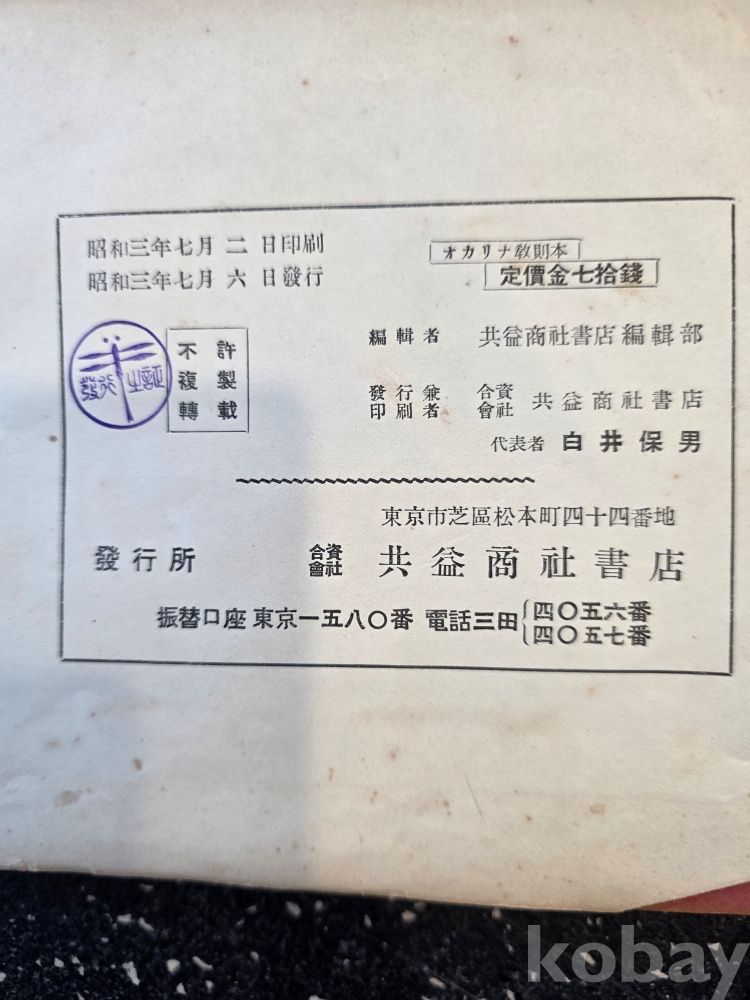 昭和三年七月二日印刷
昭和三年七月六日發行
オカリナ教則本
定價金七拾錢
發行之証
不許
複製
轉載
編輯者 共益商社書店編輯部
發行兼印刷者 合資會社 共益商社書店
代表者 白井保男
東京市芝區松本町四十四番地
發行所 合資會社 共益商社書店
振替口座東京一五八〇番 電話三田{四〇五六番
四〇五七番
kobay